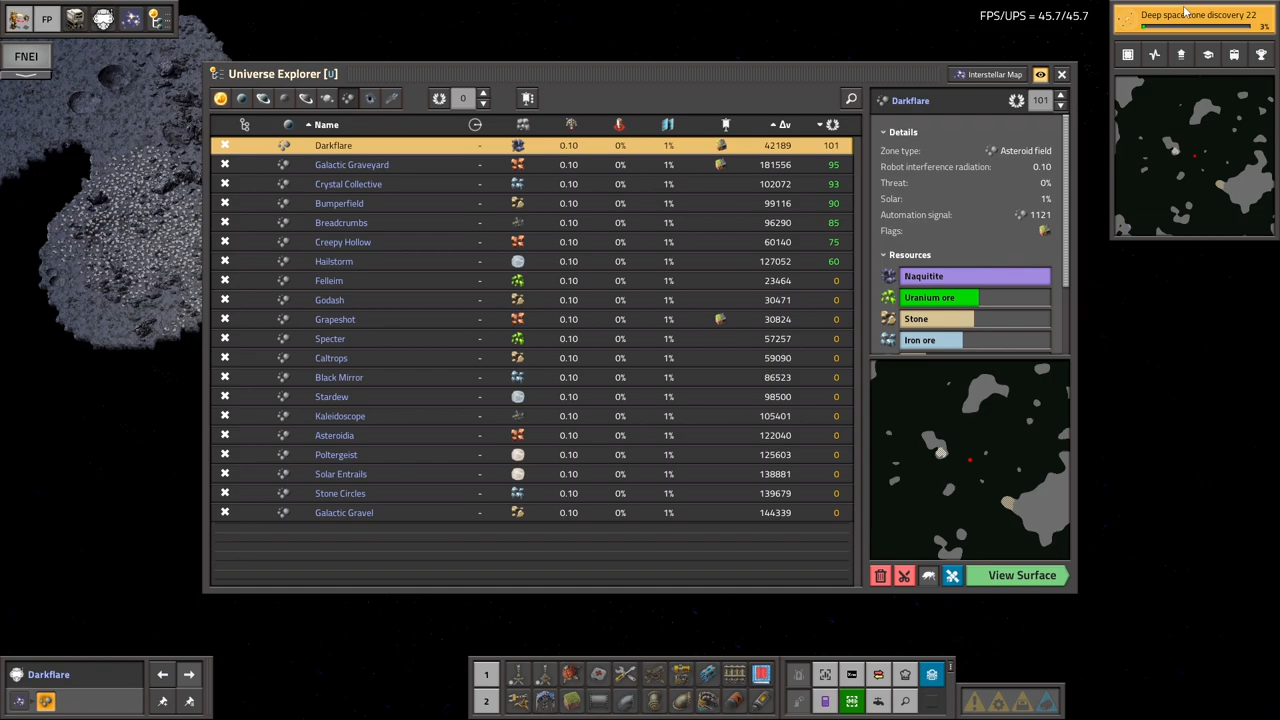 FP
FPS/UPS = 45.7/45.7
Deep space zone discovery 22
3%
FNEI
Universe Explorer [U]
Interstellar Map
0
Name
Δv
Darkflare - 0.10 0% 1% 42189 101
Galactic Graveyard - 0.10 0% 1% 181556 95
Crystal Collective - 0.10 0% 1% 102072 93
Bumperfield - 0.10 0% 1% 99116 90
Breadcrumbs - 0.10 0% 1% 96290 85
Creepy Hollow - 0.10 0% 1% 60140 75
Hailstorm - 0.10 0% 1% 127052 60
Felleim - 0.10 0% 1% 23464 0
Godash - 0.10 0% 1% 30471 0
Grapeshot - 0.10 0% 1% 30824 0
Specter - 0.10 0% 1% 57257 0
Caltrops - 0.10 0% 1% 59090 0
Black Mirror - 0.10 0% 1% 86523 0
Stardew - 0.10 0% 1% 98500 0
Kaleidoscope - 0.10 0% 1% 105401 0
Asteroidia - 0.10 0% 1% 122040 0
Poltergeist - 0.10 0% 1% 125603 0
Solar Entrails - 0.10 0% 1% 138881 0
Stone Circles - 0.10 0% 1% 139679 0
Galactic Gravel - 0.10 0% 1% 144339 0
Darkflare 101
Details
Zone type: Asteroid field
Robot interference radiation: 0.10
Threat: 0%
Solar: 1%
Automation signal: 1121
Flags:
Resources
Naquitite
Uranium ore
Stone
Iron ore
View Surface
Darkflare
1
2